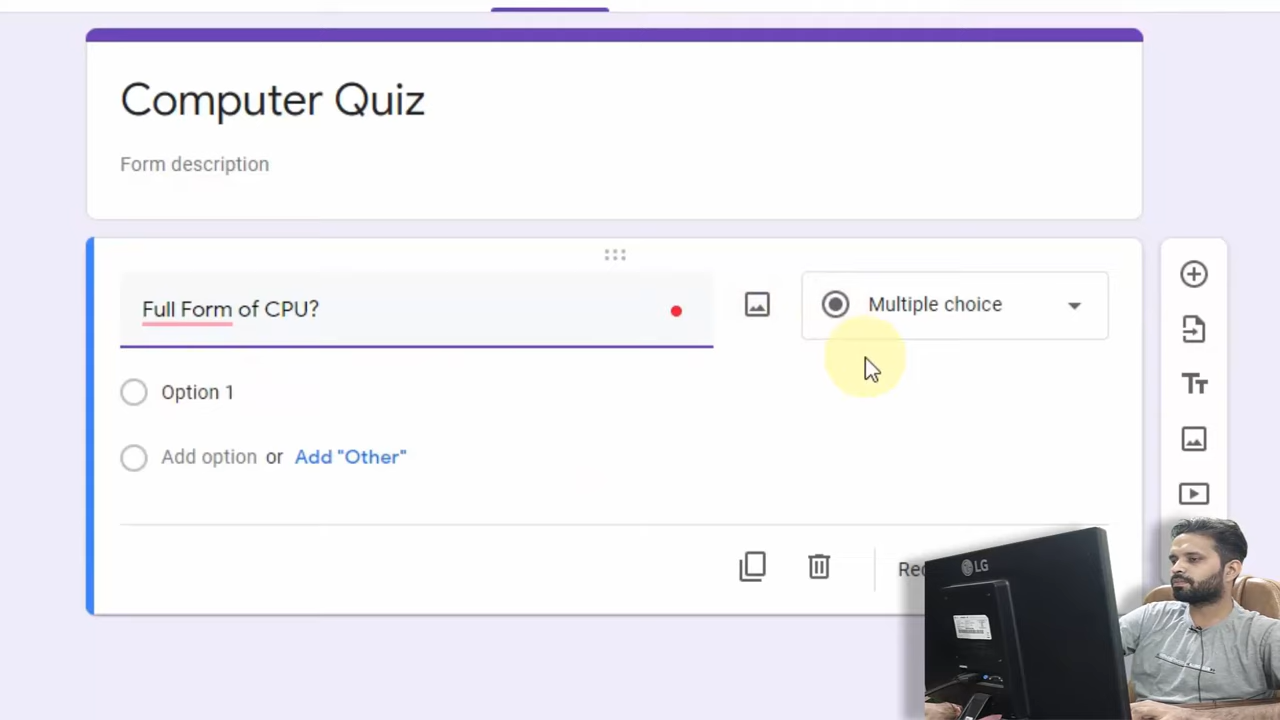 Computer Quiz
Form description
Full Form of CPU?
Multiple choice
Option 1
Add option or Add "Other"
LG